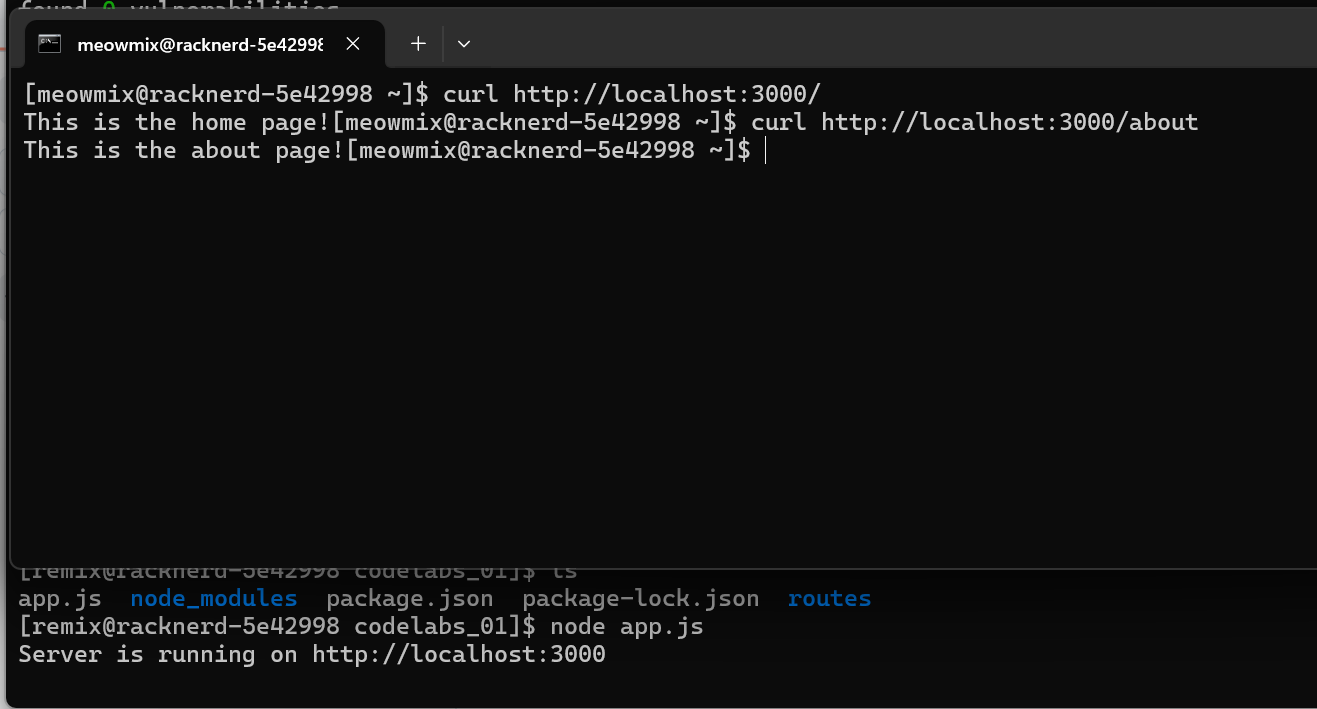 found 0 vulnerabilities
meowmix@racknerd-5e42998
[meowmix@racknerd-5e42998 ~]$ curl http://localhost:3000/
This is the home page![meowmix@racknerd-5e42998 ~]$ curl http://localhost:3000/about
This is the about page![meowmix@racknerd-5e42998 ~]$
[remix@racknerd-5e42998 codelabs_01]$ ls
app.js  node_modules  package.json  package-lock.json  routes
[remix@racknerd-5e42998 codelabs_01]$ node app.js
Server is running on http://localhost:3000